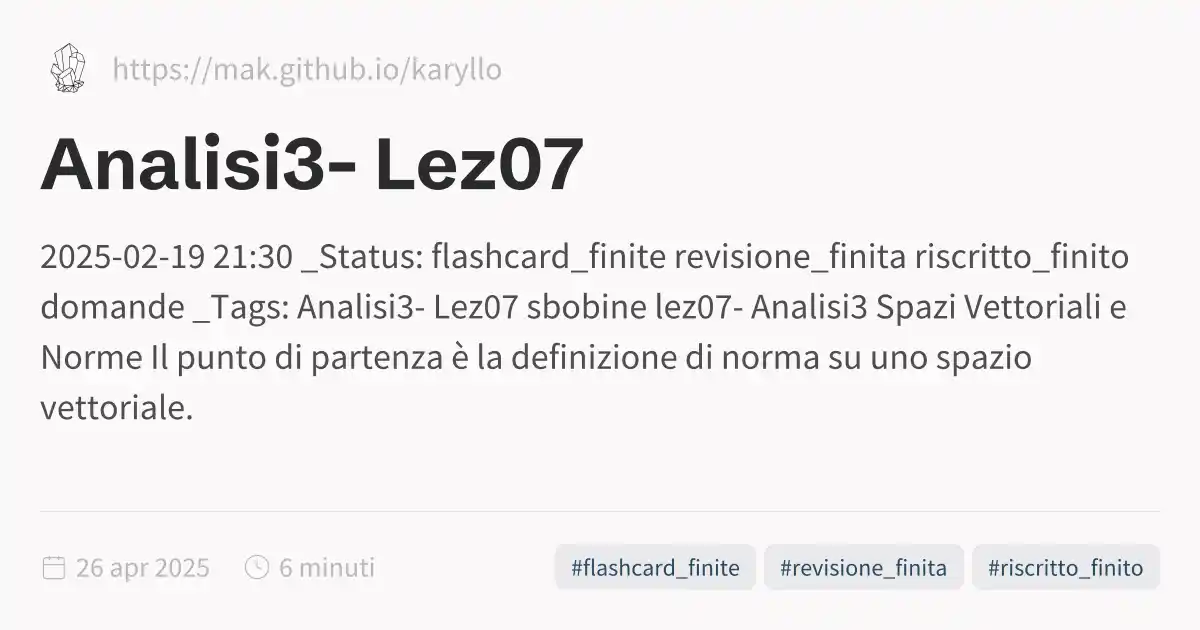 https://mak.github.io/karyllo
Analisi3- Lez07
2025-02-19 21:30 _Status: flashcard_finite revisione_finita riscritto_finito
domande _Tags: Analisi3- Lez07 sbobine lez07- Analisi3 Spazi Vettoriali e
Norme Il punto di partenza è la definizione di norma su uno spazio
vettoriale.
26 apr 2025 6 minuti #flashcard_finite #revisione_finita #riscritto_finito